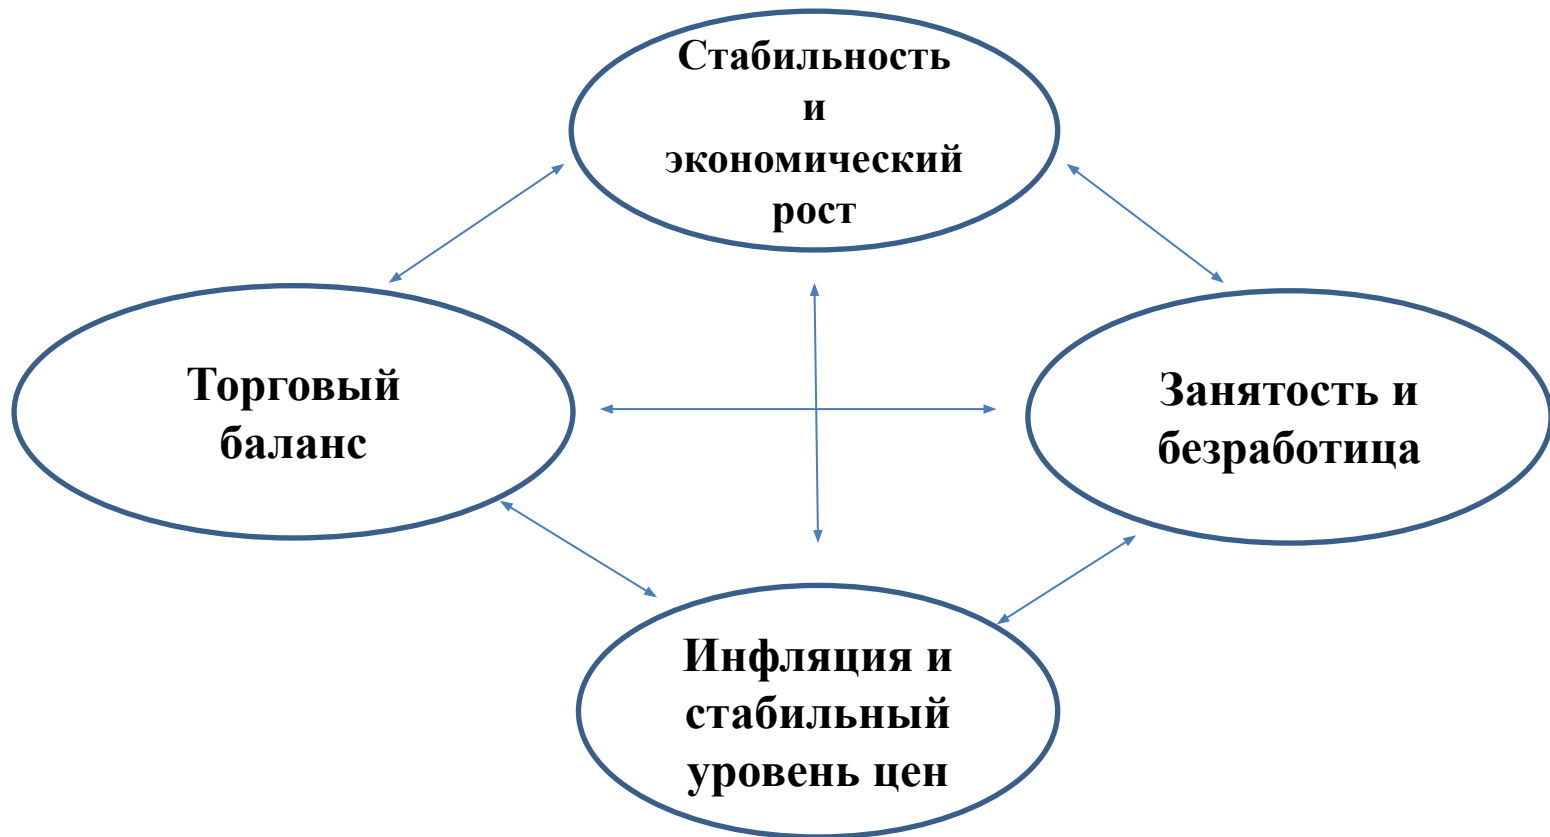 Стабильность
и
экономический
рост
Торговый
баланс
Занятость и
безработица
Инфляция и
стабильный
уровень цен